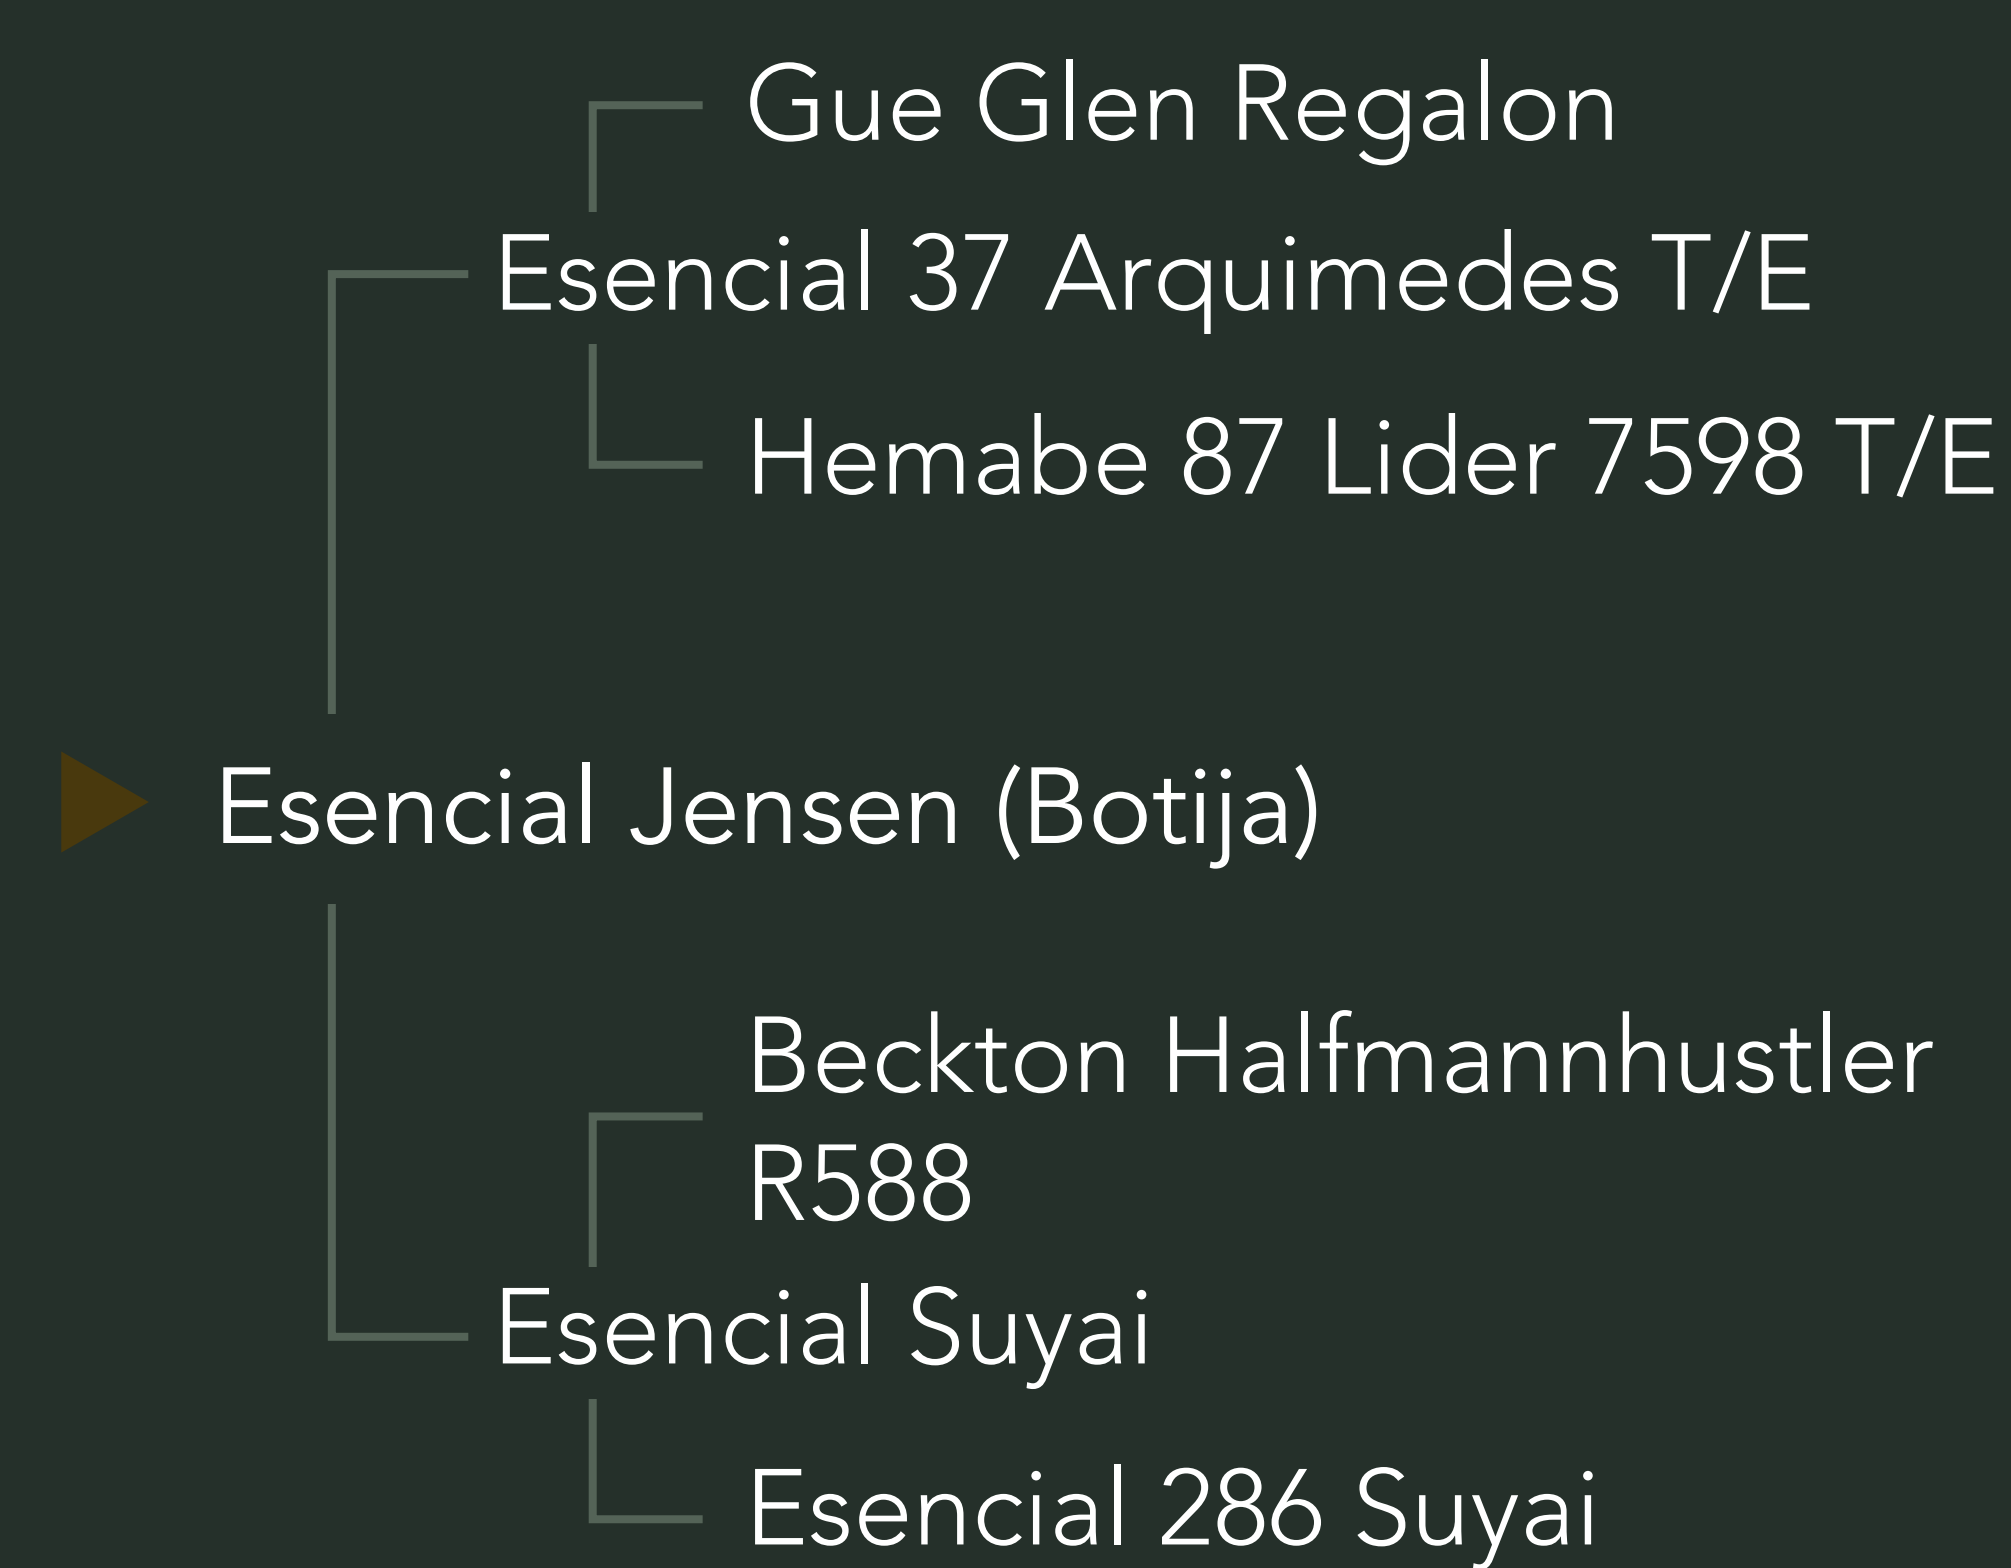 Gue Glen Regalon
Esencial 37 Arquimedes T/E
Hemabe 87 Lider 7598 T/E
Esencial Jensen (Botija)
Beckton Halfmannhustler
R588
Esencial Suyai
Esencial 286 Suyai